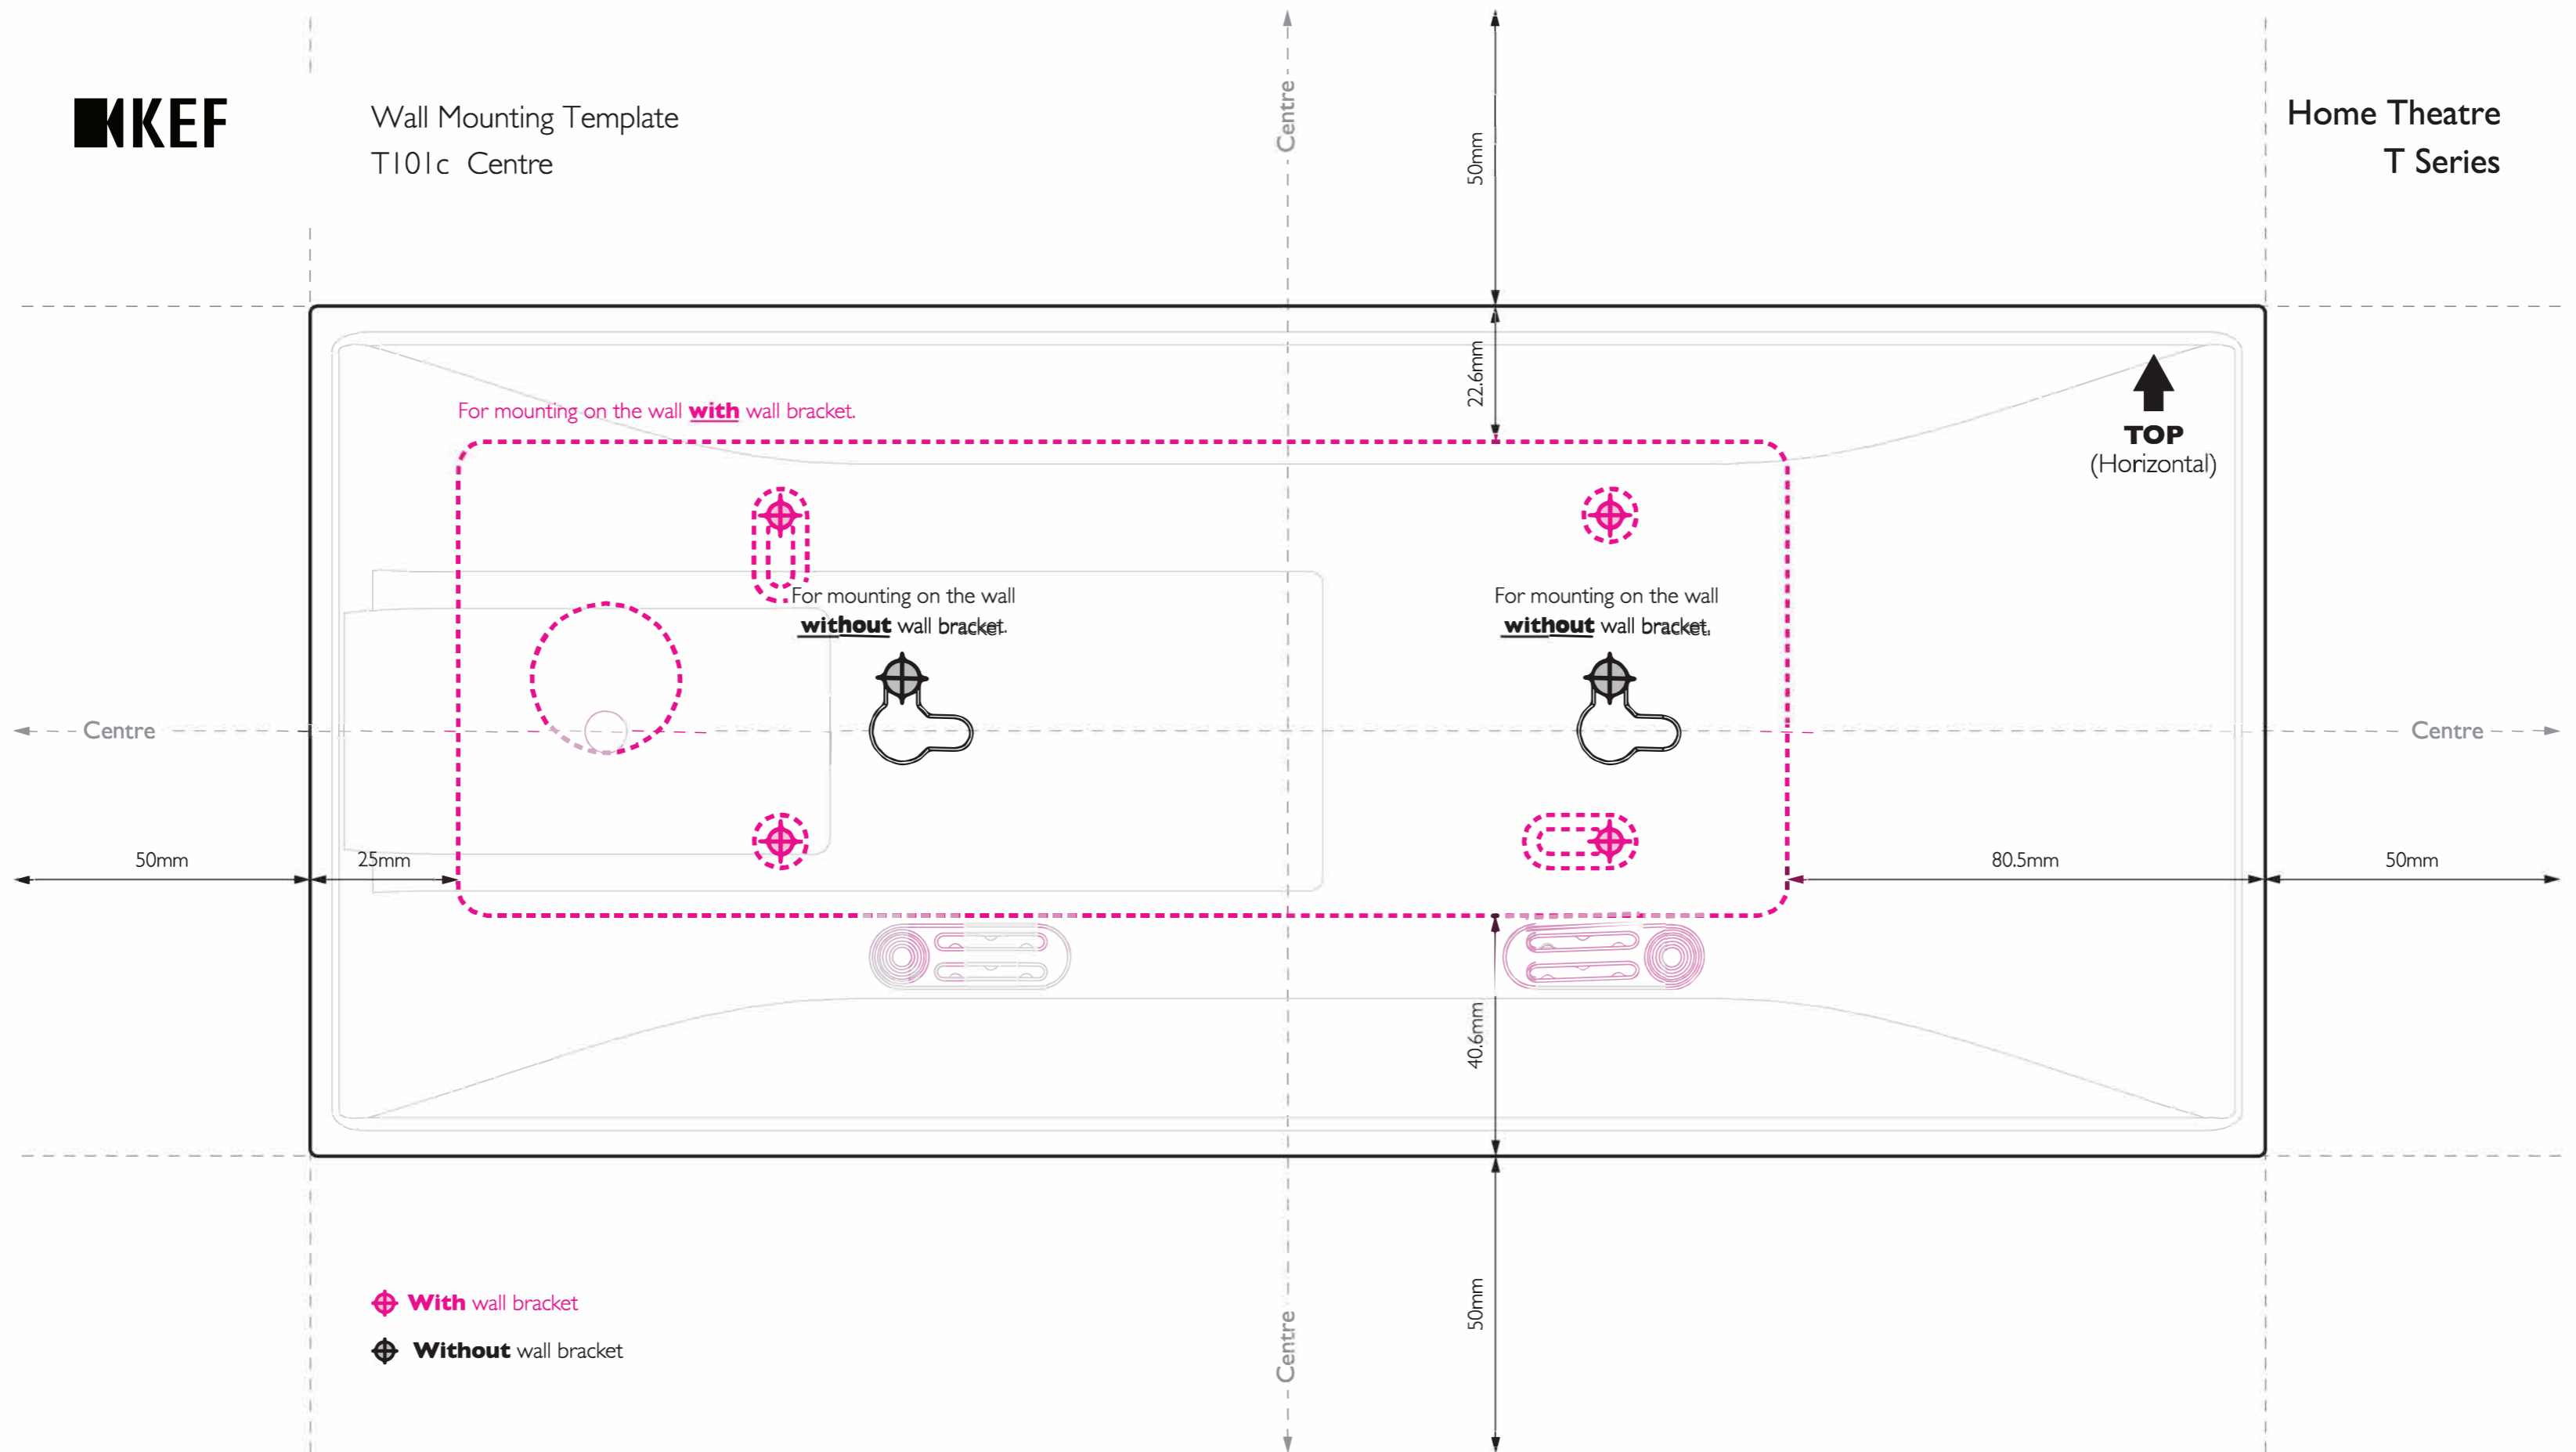 KEF
Wall Mounting Template
T101c Centre
Home Theatre
T Series
Centre
50mm
22.6mm
TOP
(Horizontal)
For mounting on the wall with wall bracket.
For mounting on the wall
without wall bracket.
For mounting on the wall
without wall bracket.
Centre
Centre
50mm
25mm
80.5mm
50mm
40.6mm
50mm
Centre
With wall bracket
Without wall bracket